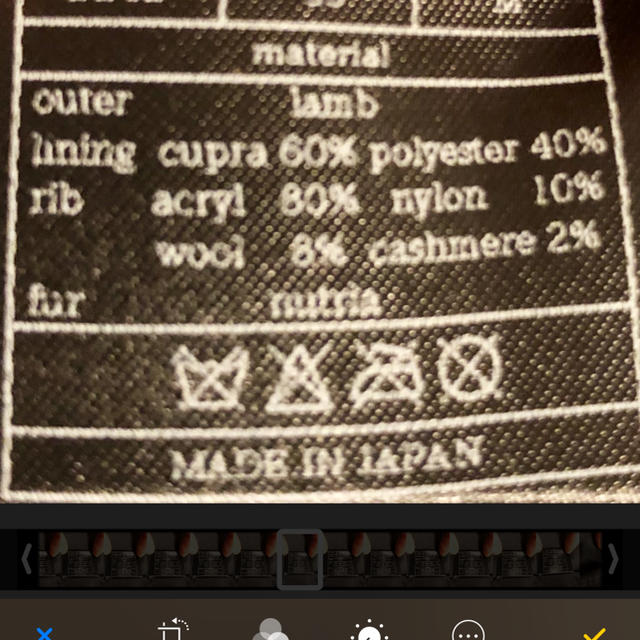 material
outer lamb
lining cupra 60% polyester 40%
rib acryl 80% nylon 10%
wool 8% cashmere 2%
fur nutria
MADE IN JAPAN